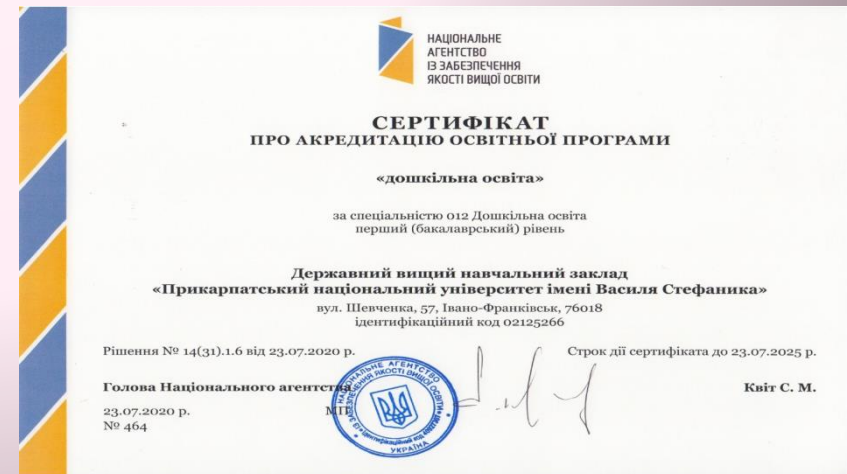 НАЦІОНАЛЬНЕ
АГЕНТСТВО
ІЗ ЗАБЕЗПЕЧЕННЯ
ЯКОСТІ ВИЩОЇ ОСВІТИ
СЕРТИФІКАТ
ПРО АКРЕДИТАЦІЮ ОСВІТНЬОЇ ПРОГРАМИ
«дошкільна освіта»
за спеціальністю 012 Дошкільна освіта
перший (бакалаврський) рівень
Державний вищий навчальний заклад
«Прикарпатський національний університет імені Василя Стефаника»
вул. Шевченка, 57, Івано-Франківськ, 76018
ідентифікаційний код 02125266
Рішення № 14(31).1.6 від 23.07.2020 р. Строк дії сертифіката до 23.07.2025 р.
Голова Національного агентства Квіт С. М.
23.07.2020 р. МП
№ 464
УКРАЇНА